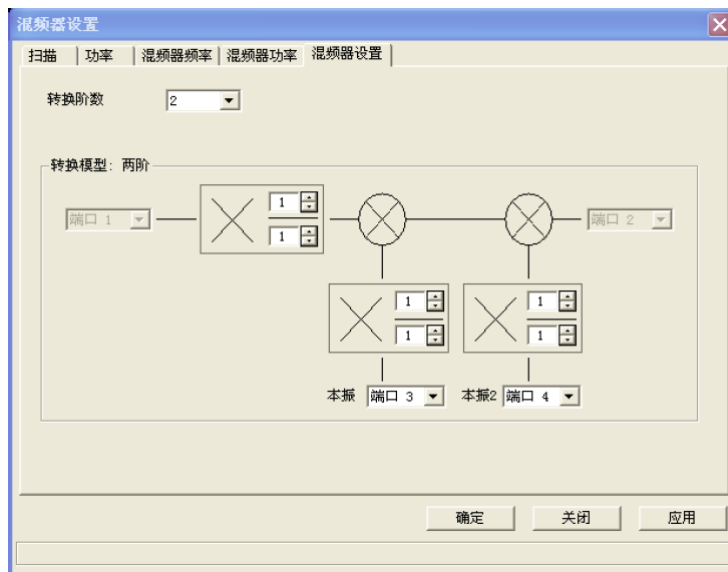 混频器设置
扫描 功率 混频器频率 混频器功率 混频器设置
转换阶数 2
转换模型: 两阶
端口 1 1 端口 2
1
1 1
1 1
本振 端口 3 本振2 端口 4
确定 关闭 应用